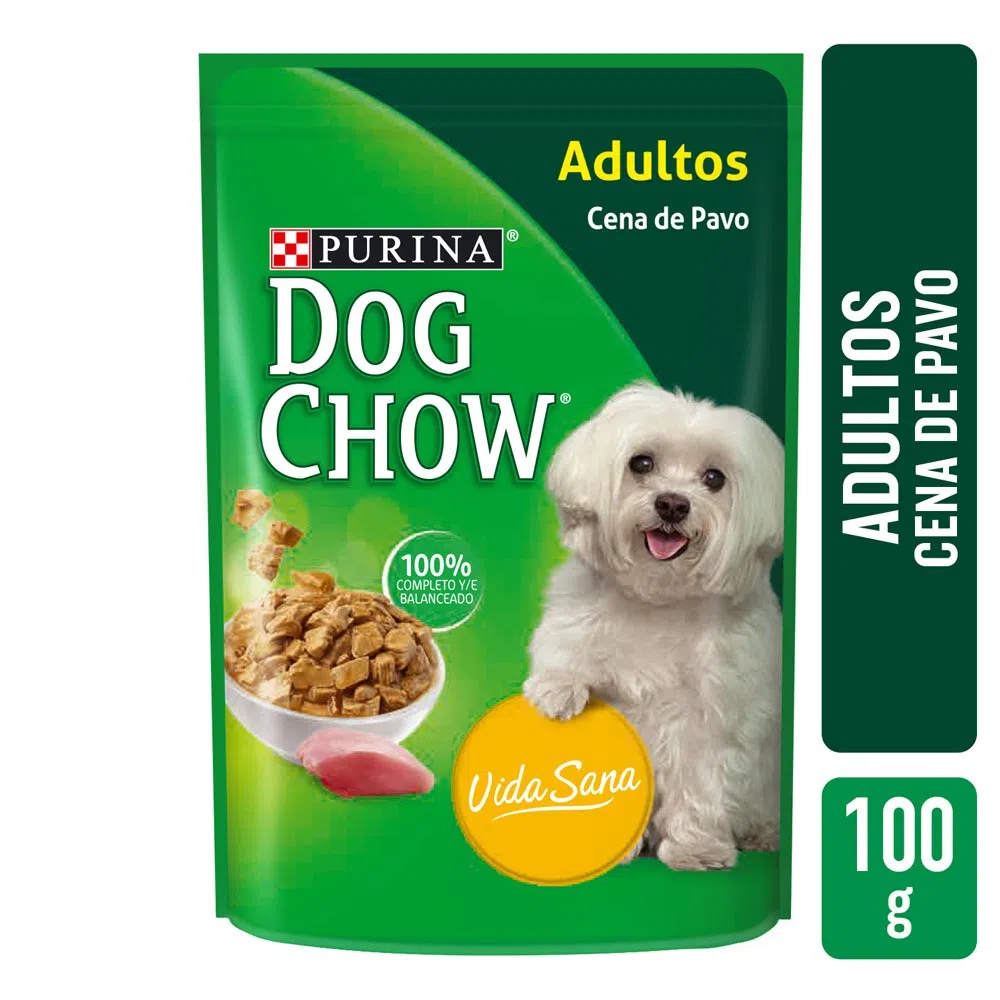 Adultos
Cena de Pavo
PURINA®
DOG
CHOW®
100%
COMPLETO Y/E
BALANCEADO
Vida Sana
ADULTOS
CENA DE PAVO
100
g